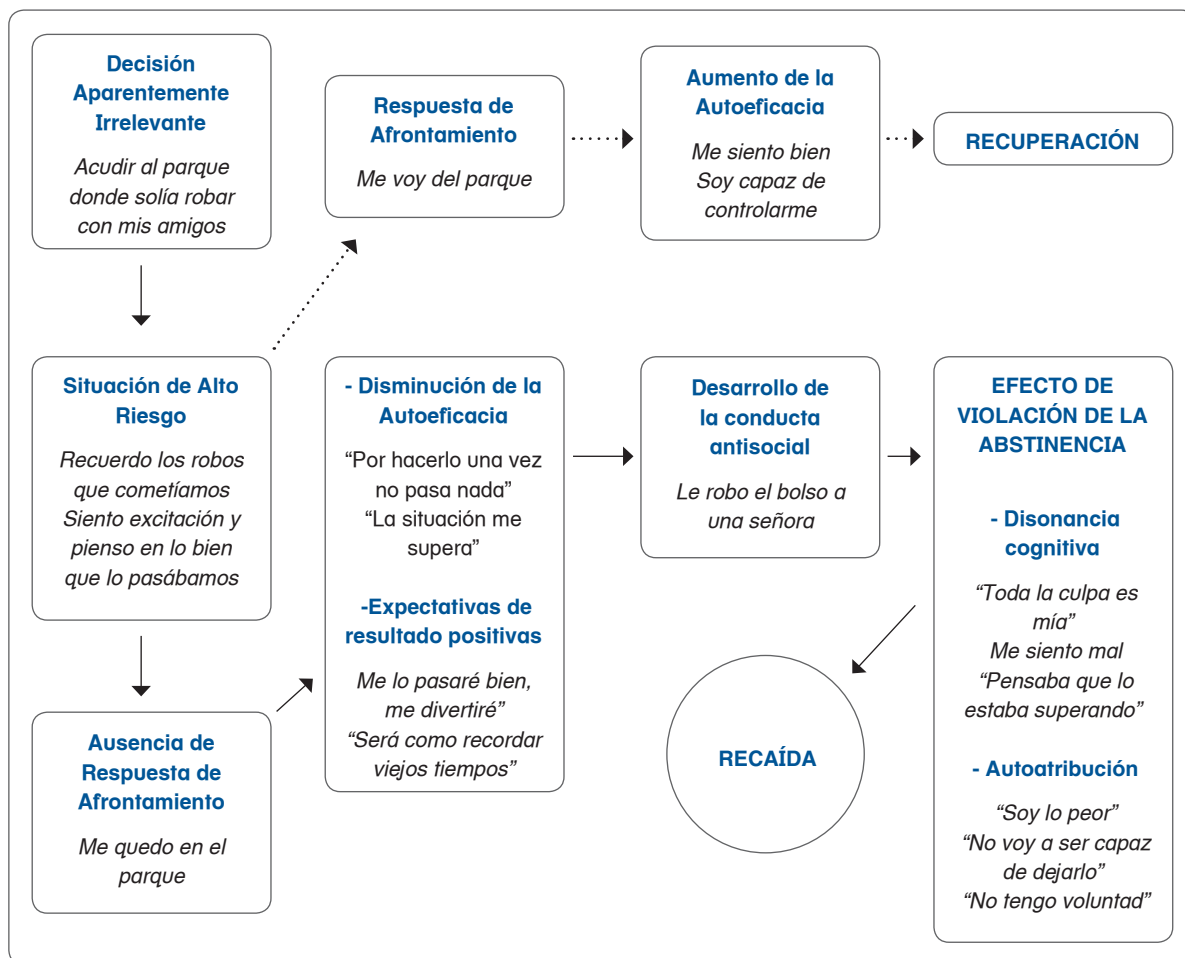 Decisión
Aparentemente
Irrelevante
Acudir al parque
donde solía robar
con mis amigos
Respuesta de
Afrontamiento
Me voy del parque
Aumento de la
Autoeficacia
Me siento bien
Soy capaz de
controlarme
RECUPERACIÓN
Situación de Alto
Riesgo
Recuerdo los robos
que cometíamos
Siento excitación y
pienso en lo bien
que lo pasábamos
- Disminución de la
Autoeficacia
“Por hacerlo una vez
no pasa nada”
“La situación me
supera”
-Expectativas de
resultado positivas
Me lo pasaré bien,
me divertiré”
“Será como recordar
viejos tiempos”
Desarrollo de
la conducta
antisocial
Le robo el bolso a
una señora
EFECTO DE
VIOLACIÓN DE LA
ABSTINENCIA
- Disonancia
cognitiva
“Toda la culpa es
mía”
Me siento mal
“Pensaba que lo
estaba superando”
- Autoatribución
“Soy lo peor”
“No voy a ser capaz
de dejarlo”
“No tengo voluntad”
Ausencia de
Respuesta de
Afrontamiento
Me quedo en el
parque
RECAÍDA